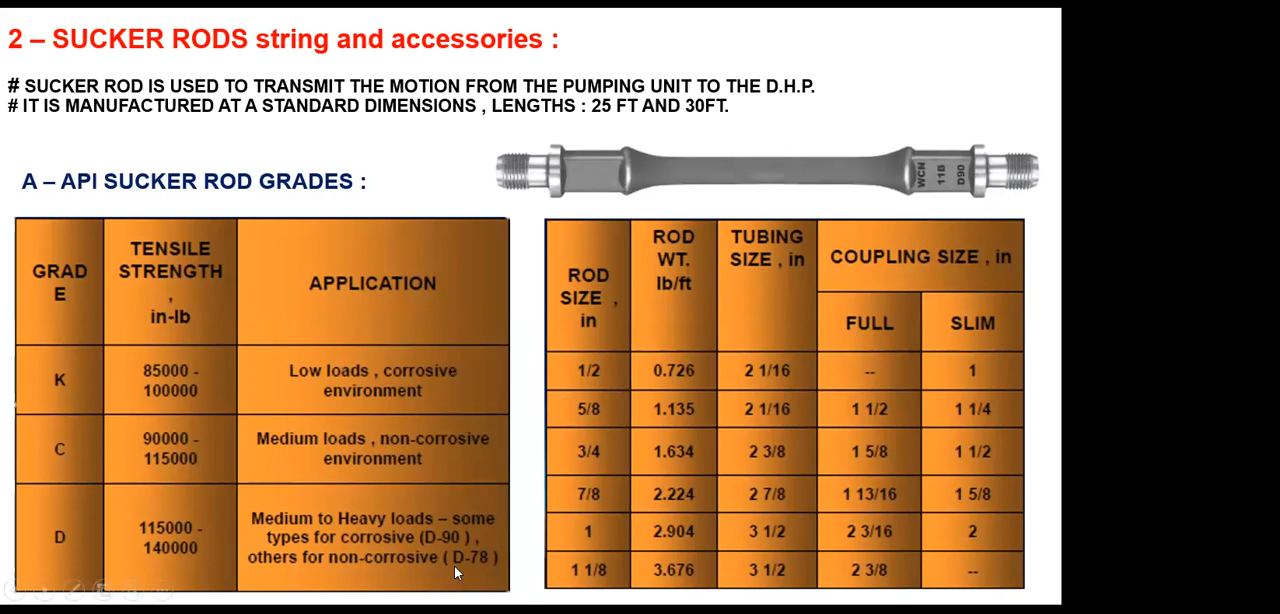 2 – SUCKER RODS string and accessories :
# SUCKER ROD IS USED TO TRANSMIT THE MOTION FROM THE PUMPING UNIT TO THE D.H.P.
# IT IS MANUFACTURED AT A STANDARD DIMENSIONS , LENGTHS : 25 FT AND 30FT.
A – API SUCKER ROD GRADES :
WCN
11B
D90
GRAD
E
TENSILE
STRENGTH
,
in-lb
APPLICATION
K
85000 -
100000
Low loads , corrosive
environment
C
90000 -
115000
Medium loads , non-corrosive
environment
D
115000 -
140000
Medium to Heavy loads – some
types for corrosive (D-90 ) ,
others for non-corrosive ( D-78 )
ROD
SIZE ,
in
ROD
WT.
lb/ft
TUBING
SIZE , in
COUPLING SIZE , in
FULL
SLIM
1/2 0.726 2 1/16 -- 1
5/8 1.135 2 1/16 1 1/2 1 1/4
3/4 1.634 2 3/8 1 5/8 1 1/2
7/8 2.224 2 7/8 1 13/16 1 5/8
1 2.904 3 1/2 2 3/16 2
1 1/8 3.676 3 1/2 2 3/8 --